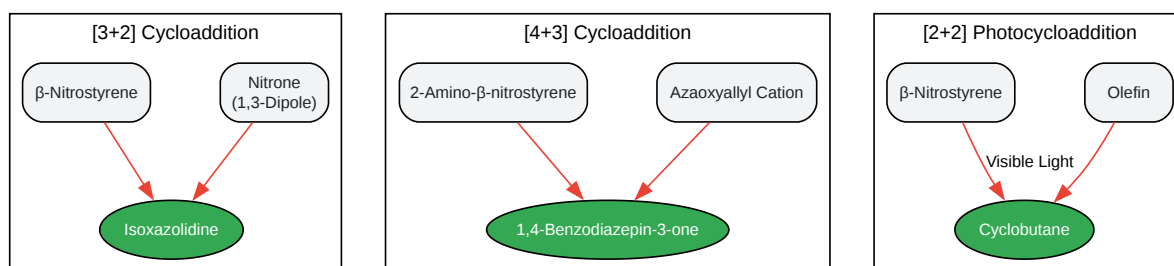 [3+2] Cycloaddition
β-Nitrostyrene
Nitrone
(1,3-Dipole)
Isoxazolidine
[4+3] Cycloaddition
2-Amino-β-nitrostyrene
Azaoxyallyl Cation
1,4-Benzodiazepin-3-one
[2+2] Photocycloaddition
β-Nitrostyrene
Olefin
Visible Light
Cyclobutane